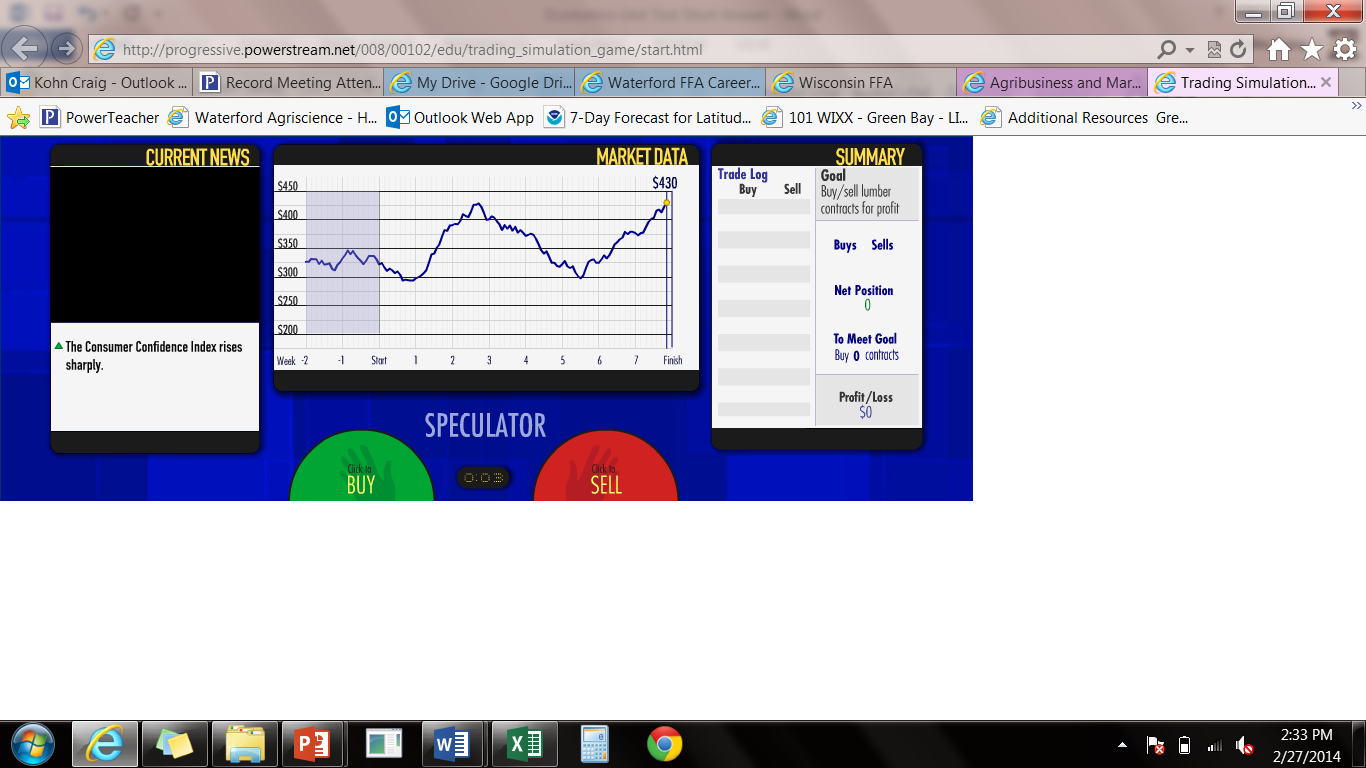 http://progressive.powerstream.net/008/00102/edu/trading_simulation_game/start.html
Kohn Craig - Outlook ...
Record Meeting Atten...
My Drive - Google Dri...
Waterford FFA Career...
Wisconsin FFA
Agribusiness and Mar...
Trading Simulation...
PowerTeacher
Waterford Agriscience - H...
Outlook Web App
7-Day Forecast for Latitud...
101 WIXX - Green Bay - LI...
Additional Resources Gre...
CURRENT NEWS
The Consumer Confidence Index rises
sharply.
MARKET DATA
$430
$450
$400
$350
$300
$250
$200
Week -2 -1 Start 1 2 3 4 5 6 7 Finish
SPECULATOR
Click to
BUY
0:03
Click to
SELL
SUMMARY
Trade Log
Buy Sell
Goal
Buy/sell lumber
contracts for profit
Buys Sells
Net Position
0
To Meet Goal
Buy 0 contracts
Profit/Loss
$0
2:33 PM
2/27/2014